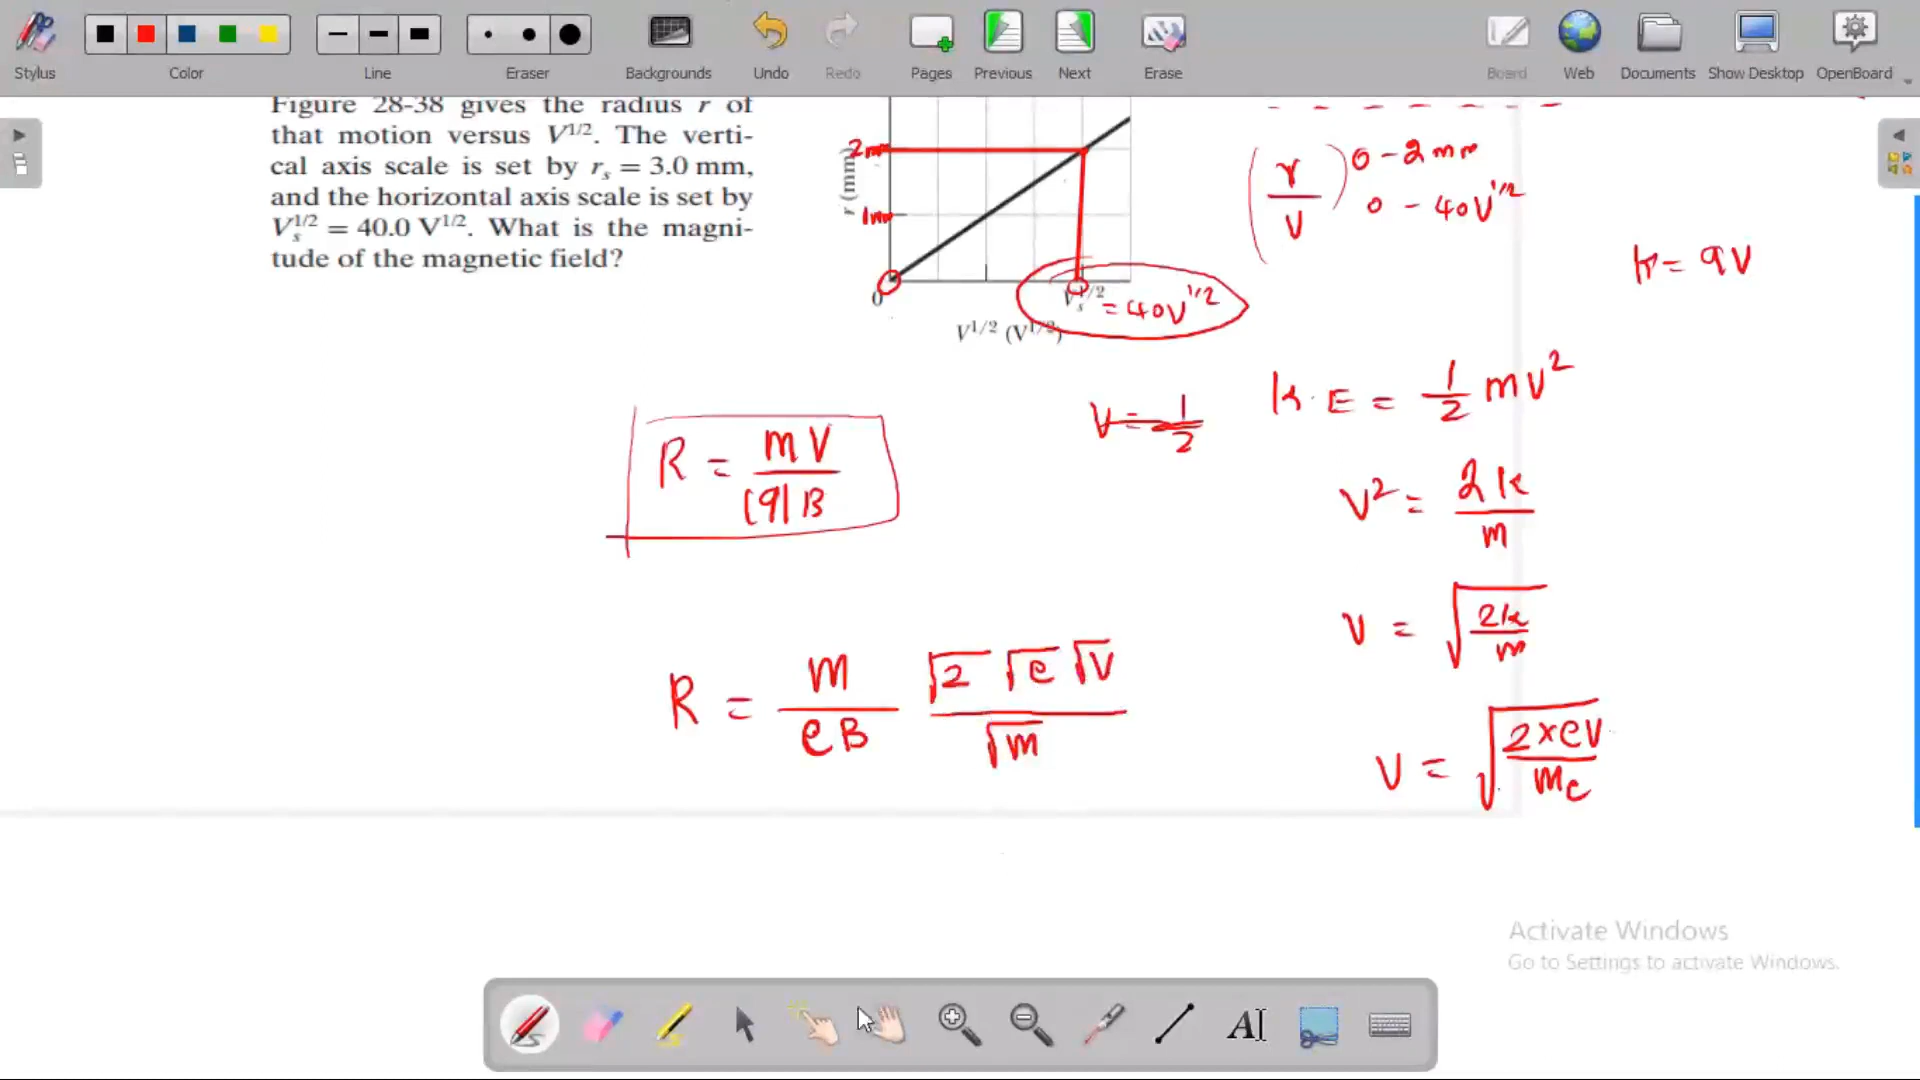 Stylus
Color
Line
Eraser
Backgrounds
Undo
Redo
Pages
Previous
Next
Erase
Board
Web
Documents
Show Desktop
OpenBoard
Figure 28-38 gives the radius r of
that motion versus V^1/2. The verti-
cal axis scale is set by r_s = 3.0 mm,
and the horizontal axis scale is set by
V_s^1/2 = 40.0 V^1/2. What is the magni-
tude of the magnetic field?
r (mm)
2mm
1mm
0
V_s^1/2 = 40V^1/2
V^1/2 (V^1/2)
r/V 0 - 2mm
0 - 40V^1/2
k = qV
V = 1/2
K.E = 1/2 mV^2
R = mV/|q|B
V^2 = 2k/m
V = √(2k/m)
R = m/eB √2 √e √V/√m
V = √(2×eV/me)
Activate Windows
Go to Settings to activate Windows.
AI